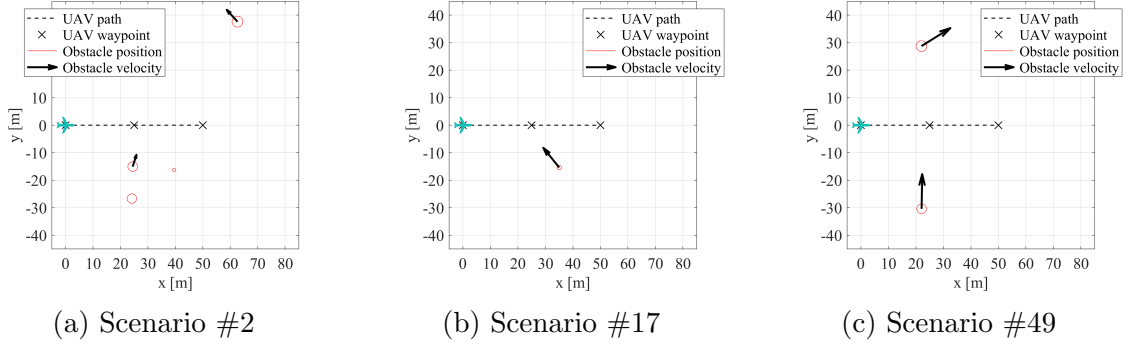 UAV path
UAV waypoint
Obstacle position
Obstacle velocity
10
0
-10
-20
-30
-40
y [m]
0 10 20 30 40 50 60 70 80
x [m]
(a) Scenario #2
UAV path
UAV waypoint
Obstacle position
Obstacle velocity
10
0
-10
-20
-30
-40
y [m]
0 10 20 30 40 50 60 70 80
x [m]
(b) Scenario #17
40
30
20
10
0
-10
-20
-30
-40
y [m]
0 10 20 30 40 50 60 70 80
x [m]
UAV path
UAV waypoint
Obstacle position
Obstacle velocity
(c) Scenario #49